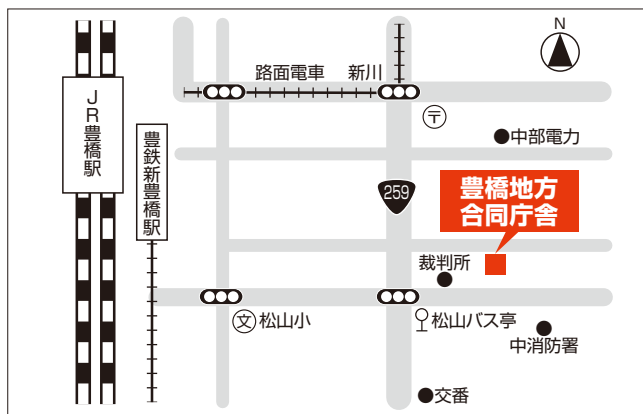 N
路面電車
新川
〒
中部電力
JR豊橋駅
豊鉄新豊橋駅
259
豊橋地方
合同庁舎
裁判所
文
松山小
松山バス亭
中消防署
交番